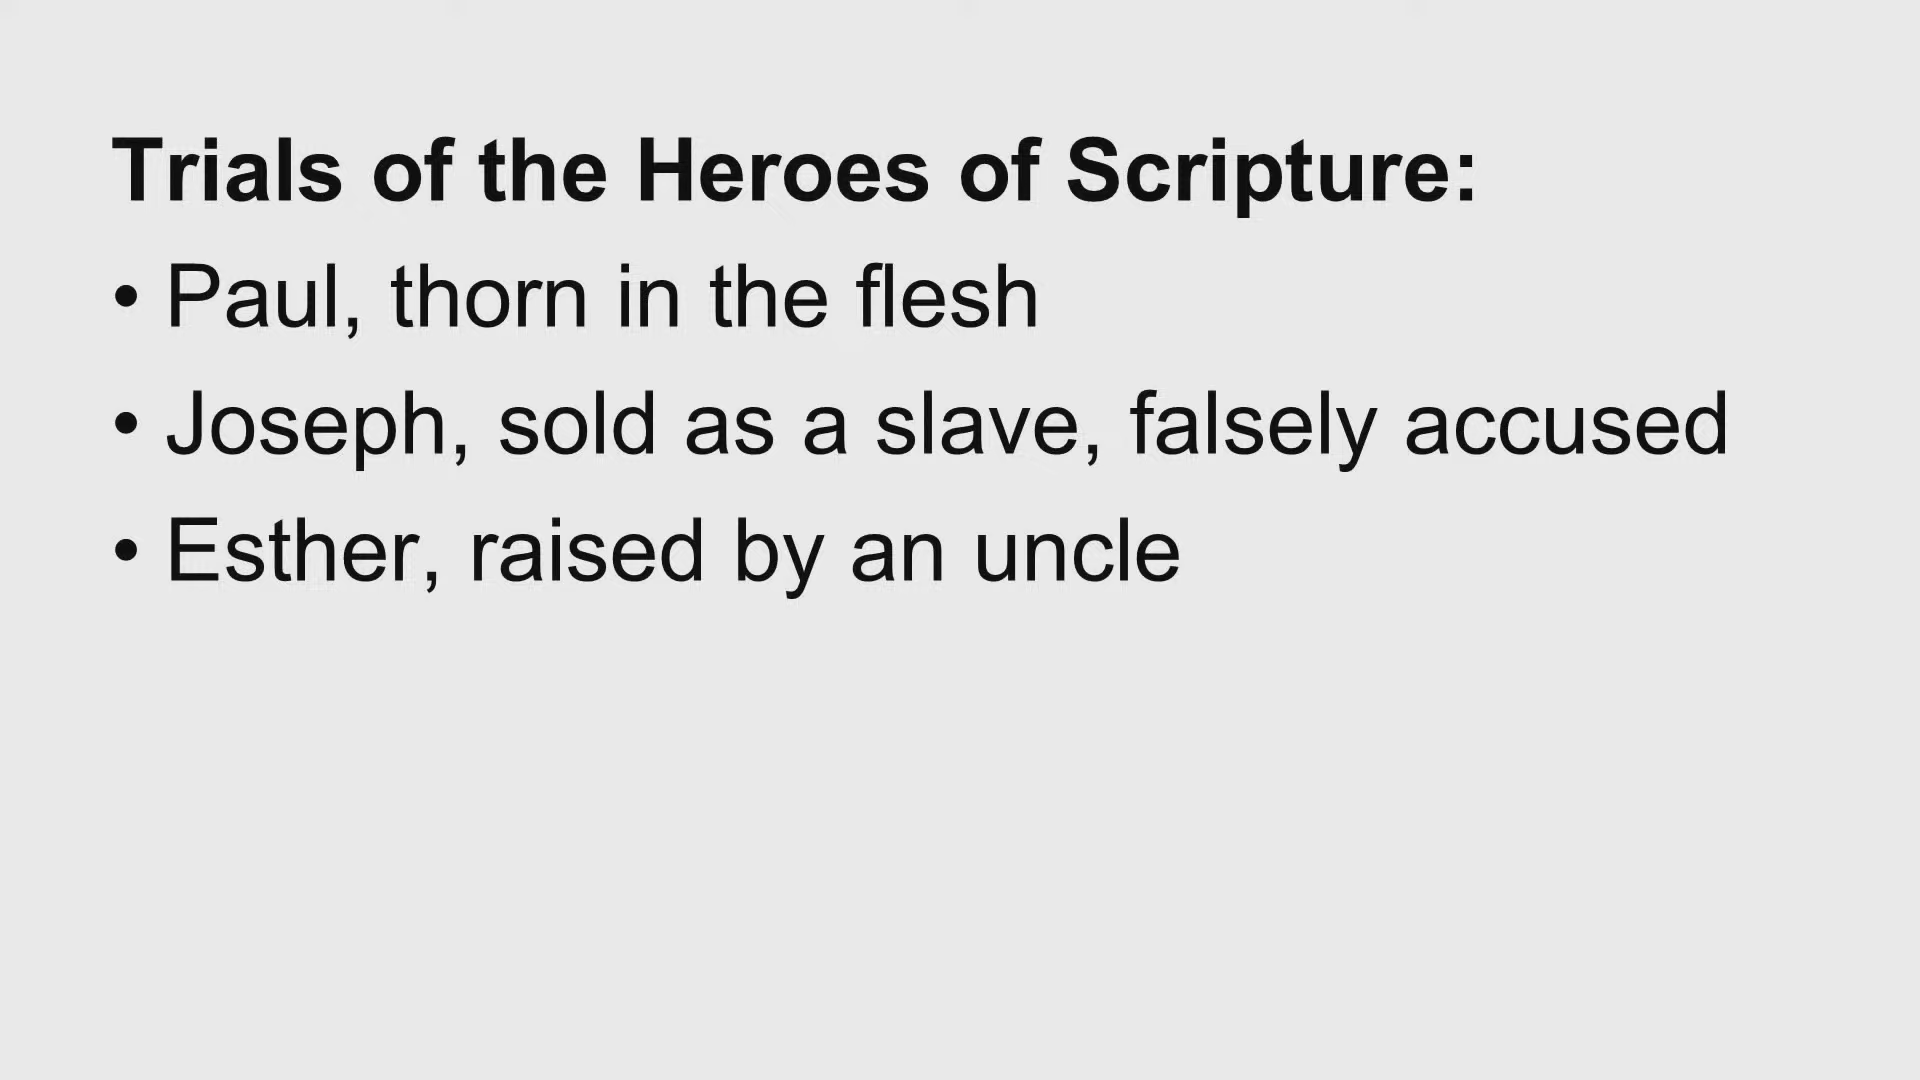 Trials of the Heroes of Scripture:
• Paul, thorn in the flesh
• Joseph, sold as a slave, falsely accused
• Esther, raised by an uncle